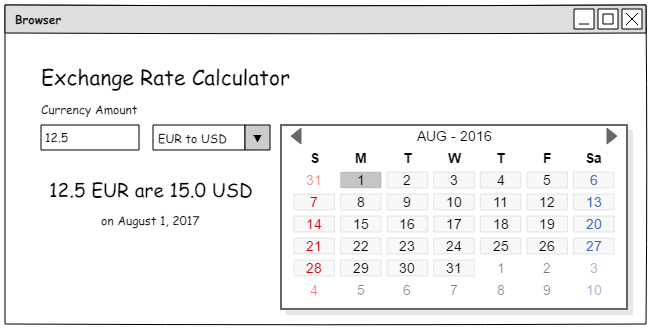 Browser
Exchange Rate Calculator
Currency Amount
12.5 EUR to USD
12.5 EUR are 15.0 USD
on August 1, 2017
AUG - 2016
S M T W T F Sa
31 1 2 3 4 5 6
7 8 9 10 11 12 13
14 15 16 17 18 19 20
21 22 23 24 25 26 27
28 29 30 31 1 2 3
4 5 6 7 8 9 10